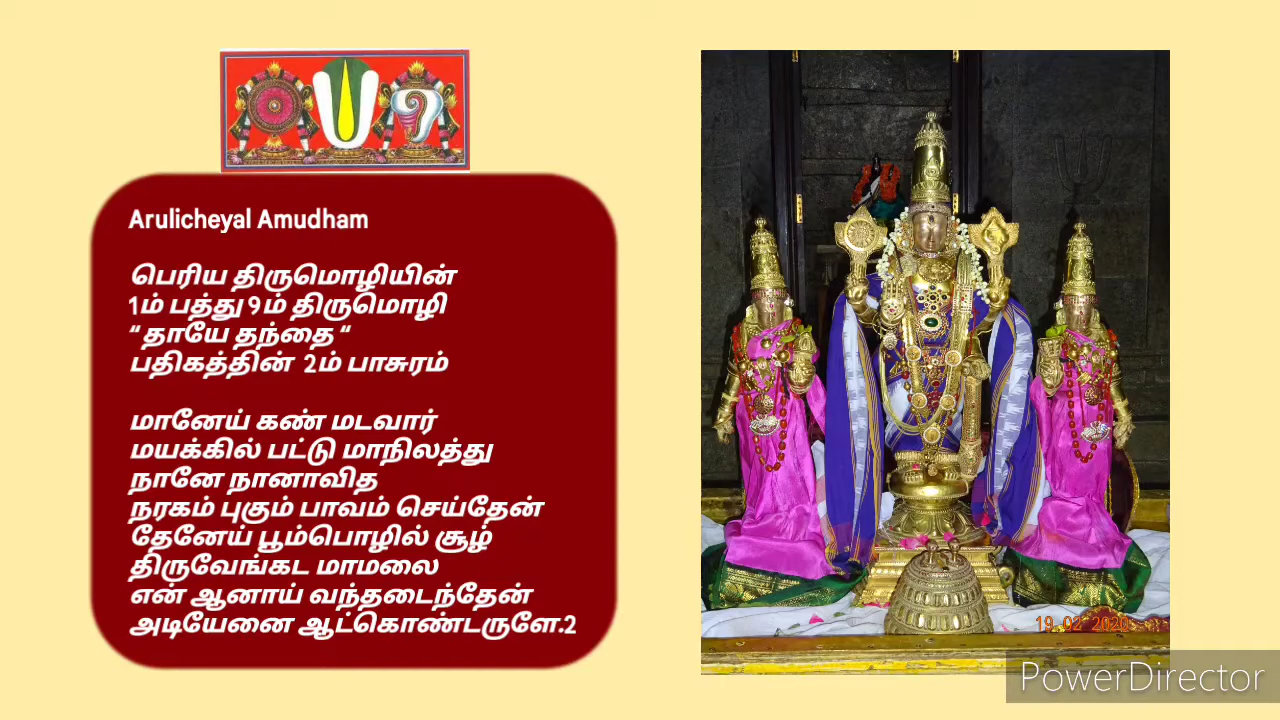 Arulicheyal Amudham
பெரிய திருமொழியின்
1ம் பத்து 9ம் திருமொழி
“ தாயே தந்தை “
பதிகத்தின் 2ம் பாசுரம்
மானேய் கண் மடவார்
மயக்கில் பட்டு மாநிலத்து
நானே நானாவித
நரகம் புகும் பாவம் செய்தேன்
தேனேய் பூம்பொழில் சூழ்
திருவேங்கட மாமலை
என் ஆனாய் வந்தடைந்தேன்
அடியேனை ஆட்கொண்டருளே.2
19. 02. 2020
PowerDirector